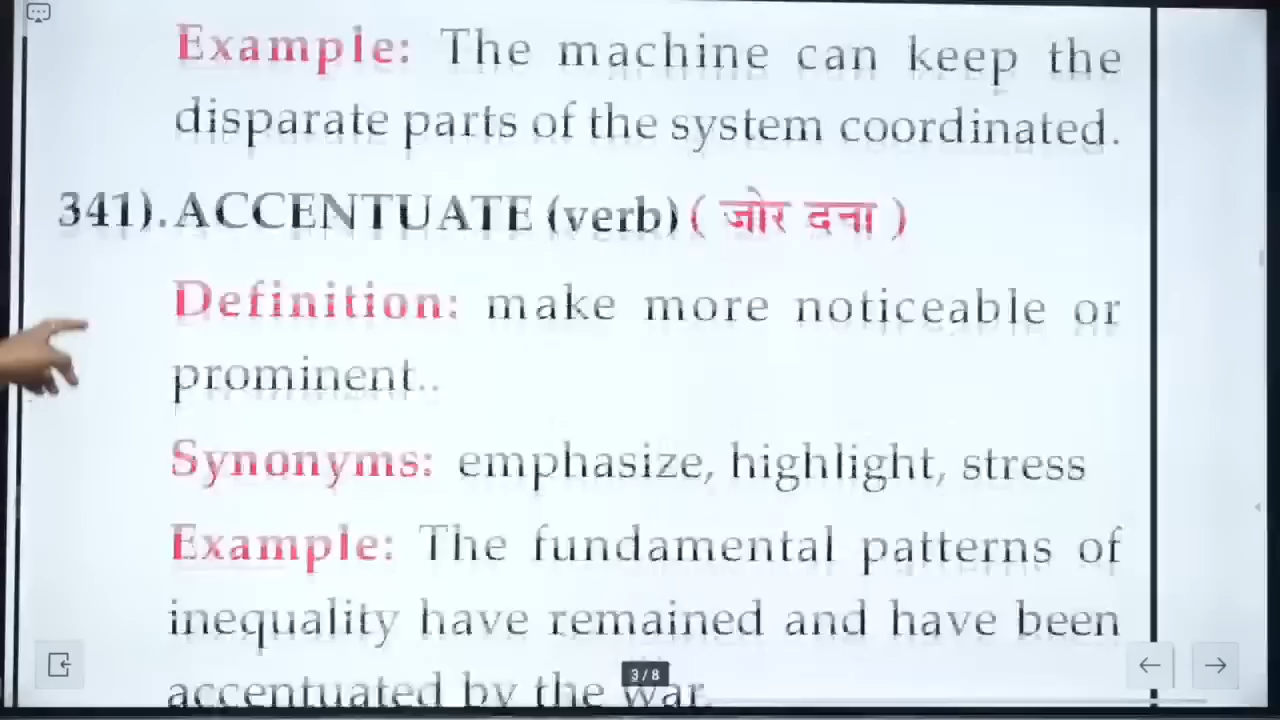 Example: The machine can keep the
disparate parts of the system coordinated.
341). ACCENTUATE (verb) ( जोर दना )
Definition: make more noticeable or
prominent..
Synonyms: emphasize, highlight, stress
Example: The fundamental patterns of
inequality have remained and have been
accentuated by the war.
3/8